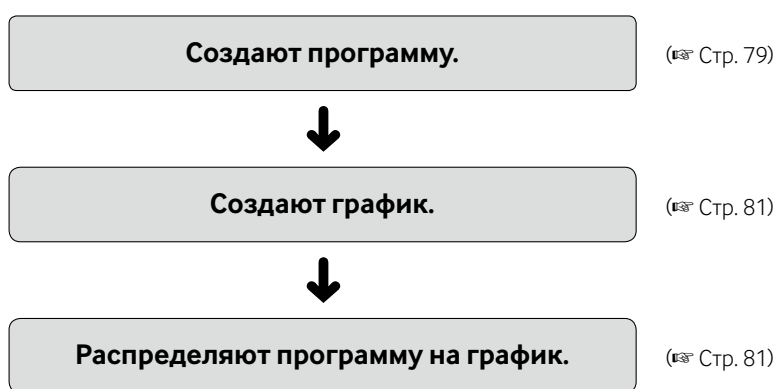 Создают программу. (☞ Стр. 79)
Создают график. (☞ Стр. 81)
Распределяют программу на график. (☞ Стр. 81)